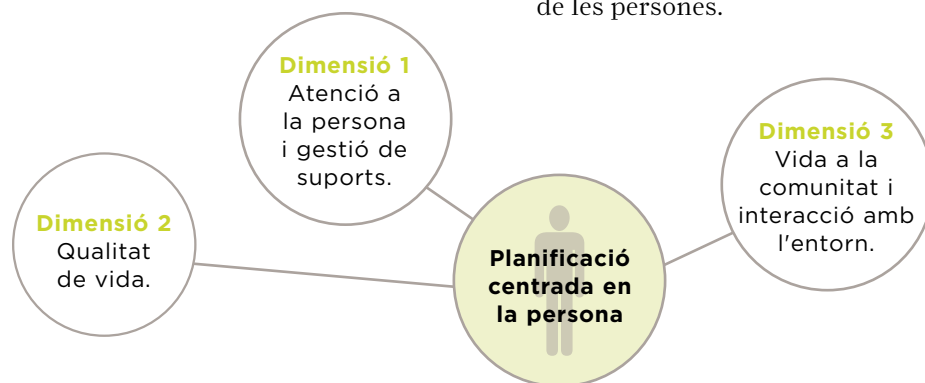 de les persones.
Dimensió 1
Atenció a
la persona
i gestió de
suports.
Dimensió 2
Qualitat
de vida.
Dimensió 3
Vida a la
comunitat i
interacció amb
l'entorn.
Planificació
centrada en
la persona